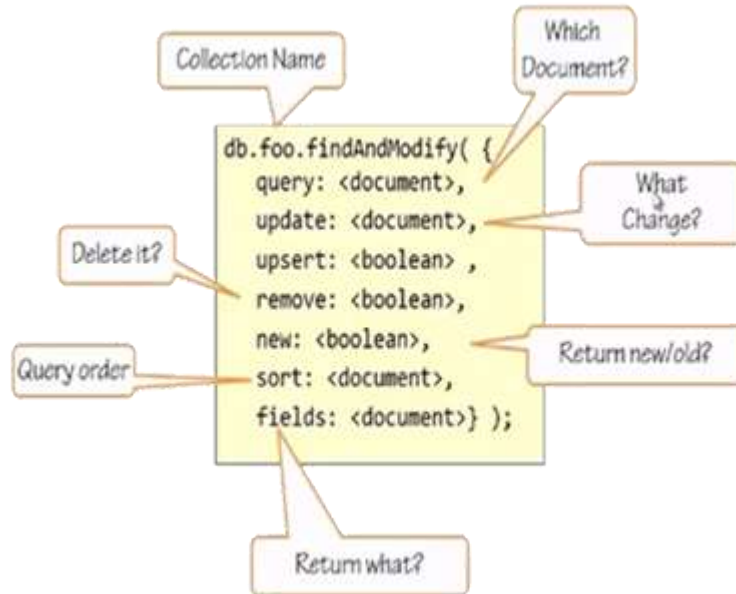 Collection Name
Which
Document?
db.foo.findAndModify( {
query: <document>,
update: <document>,
What
Change?
upsert: <boolean> ,
Delete it?
remove: <boolean>,
new: <boolean>,
Return new/old?
Query order
sort: <document>,
fields: <document>} );
Return what?